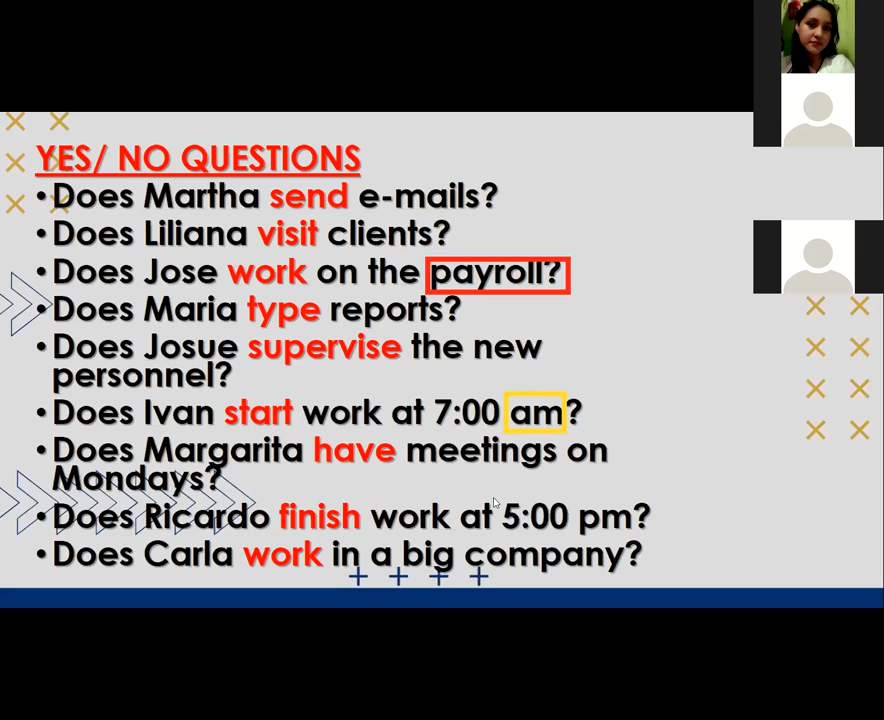 YES/ NO QUESTIONS
• Does Martha send e-mails?
• Does Liliana visit clients?
• Does Jose work on the payroll?
• Does Maria type reports?
• Does Josue supervise the new
personnel?
• Does Ivan start work at 7:00 am?
• Does Margarita have meetings on
Mondays?
• Does Ricardo finish work at 5:00 pm?
• Does Carla work in a big company?